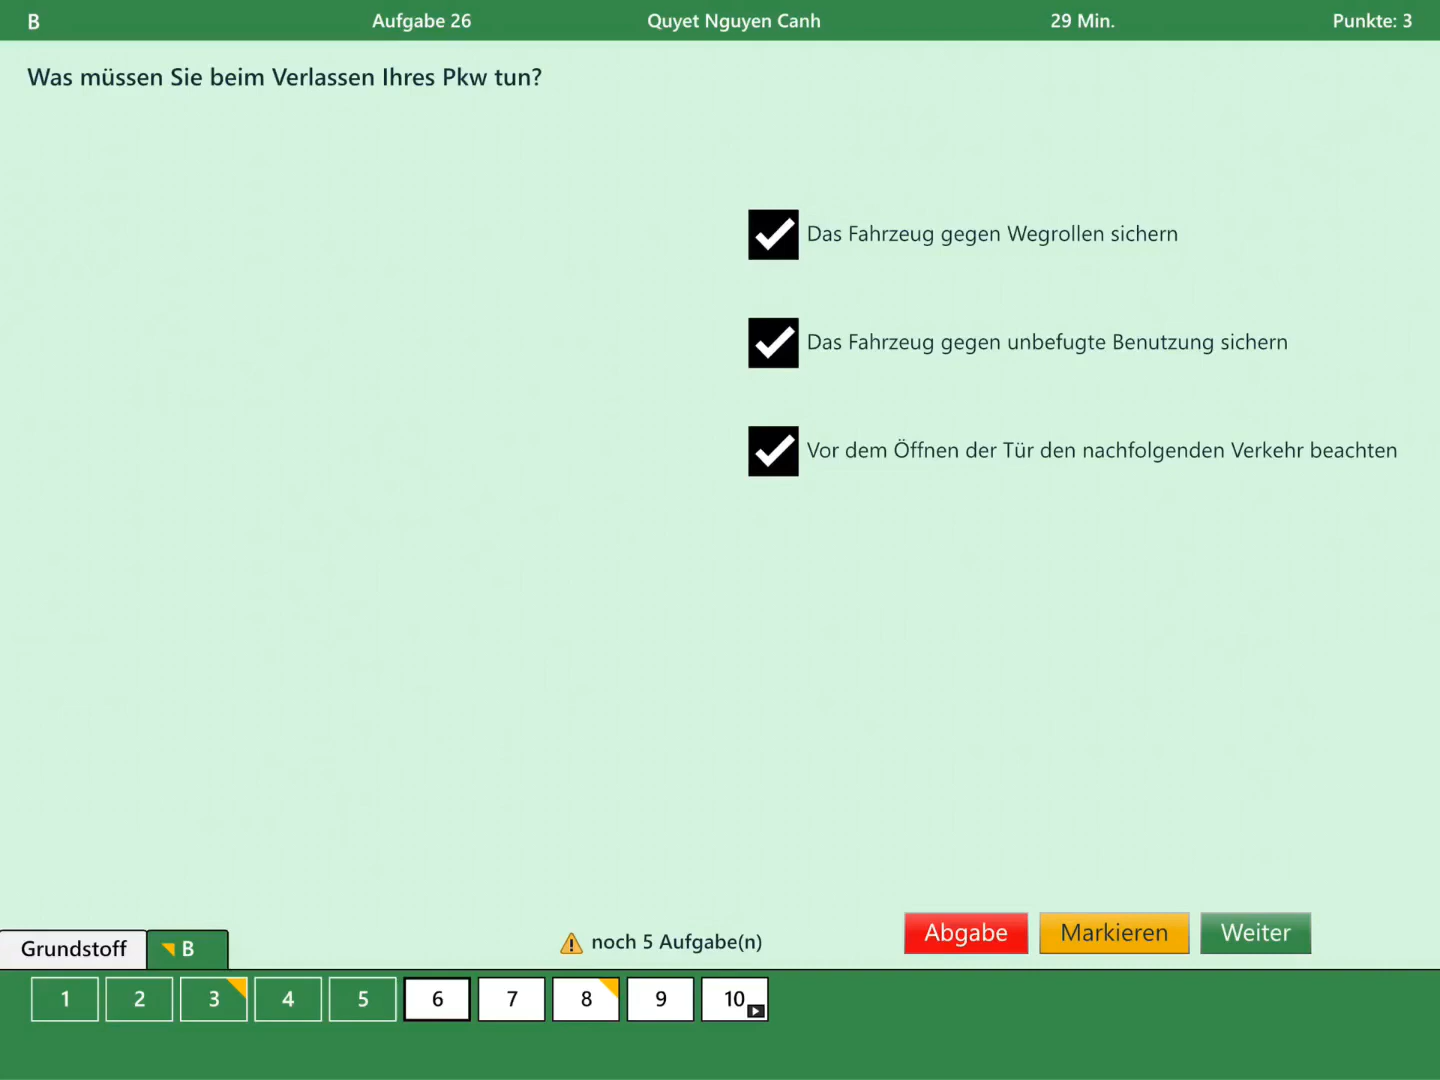 B Aufgabe 26 Quyet Nguyen Canh 29 Min. Punkte: 3
Was müssen Sie beim Verlassen Ihres Pkw tun?
Das Fahrzeug gegen Wegrollen sichern
Das Fahrzeug gegen unbefugte Benutzung sichern
Vor dem Öffnen der Tür den nachfolgenden Verkehr beachten
Grundstoff B noch 5 Aufgabe(n) Abgabe Markieren Weiter
1 2 3 4 5 6 7 8 9 10